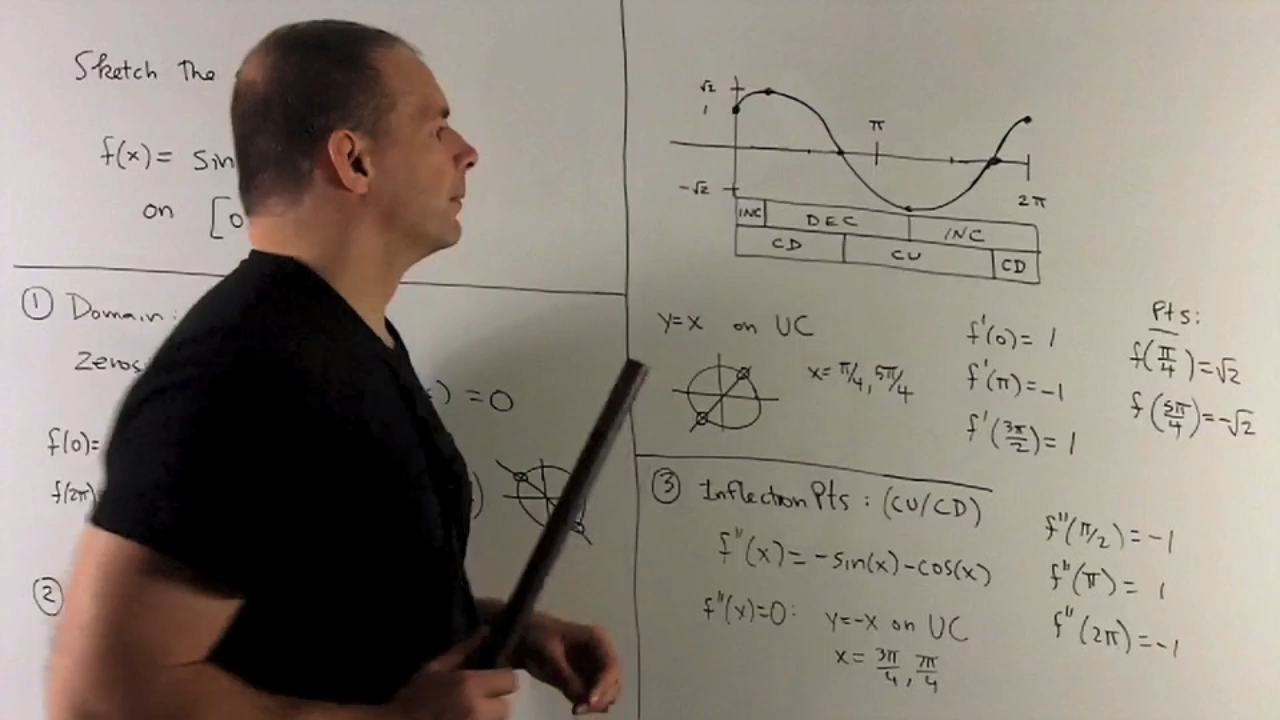 Sketch The
f(x) = sin
on [0
① Domain:
Zeros:
) = 0
f(0)=
f(2π)
②
√2
1
-√2
π
2π
INC DEC INC
CD CU CD
y=x on UC
x= π/4, 5π/4
f'(0) = 1
f'(π) = -1
f'(3π/2) = 1
Pts:
f(π/4) = √2
f(5π/4) = -√2
③ Inflection Pts: (CU/CD)
f''(x) = -sin(x) - cos(x)
f''(x)=0: y=-x on UC
x= 3π/4, 7π/4
f''(π/2) = -1
f''(π) = 1
f''(2π) = -1